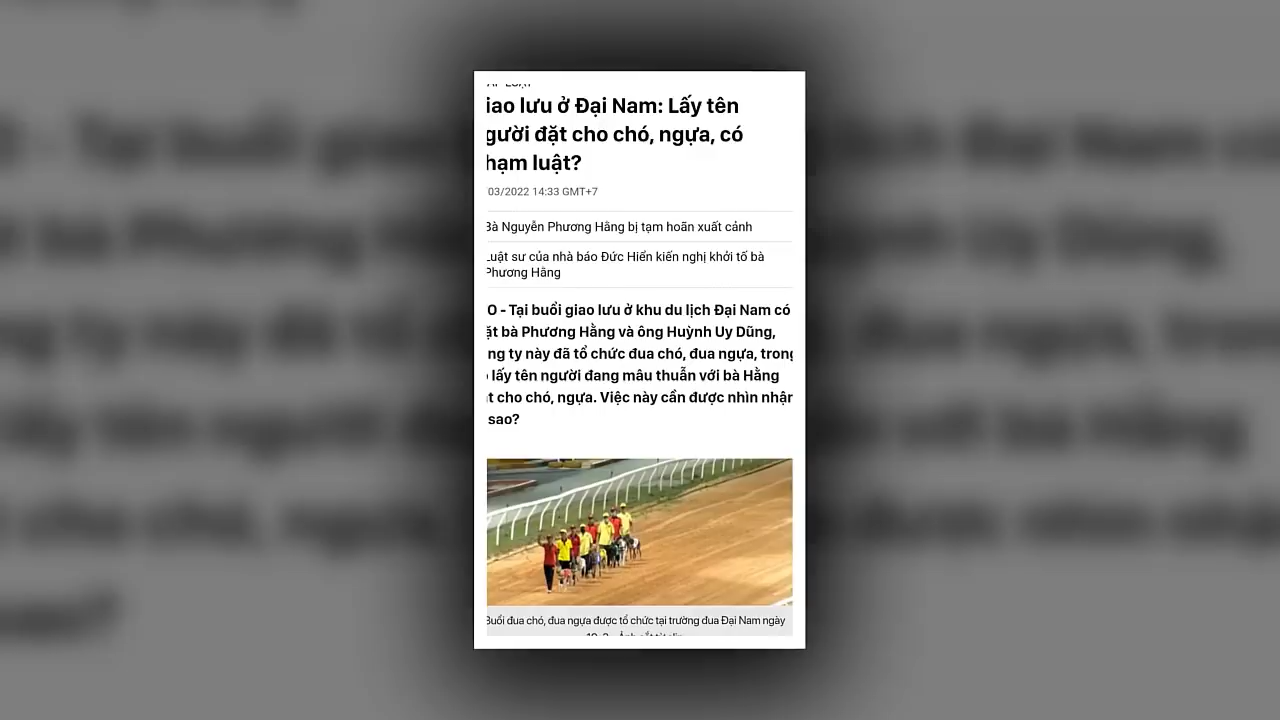 iao lưu ở Đại Nam: Lấy tên
gười đặt cho chó, ngựa, có
hạm luật?
03/2022 14:33 GMT+7
Bà Nguyễn Phương Hằng bị tạm hoãn xuất cảnh
Luật sư của nhà báo Đức Hiển kiến nghị khởi tố bà
Phương Hằng
O - Tại buổi giao lưu ở khu du lịch Đại Nam có
ặt bà Phương Hằng và ông Huỳnh Uy Dũng,
ng ty này đã tổ chức đua chó, đua ngựa, trong
lấy tên người đang mâu thuẫn với bà Hằng
t cho chó, ngựa. Việc này cần được nhìn nhận
sao?
Buổi đua chó, đua ngựa được tổ chức tại trường đua Đại Nam ngày